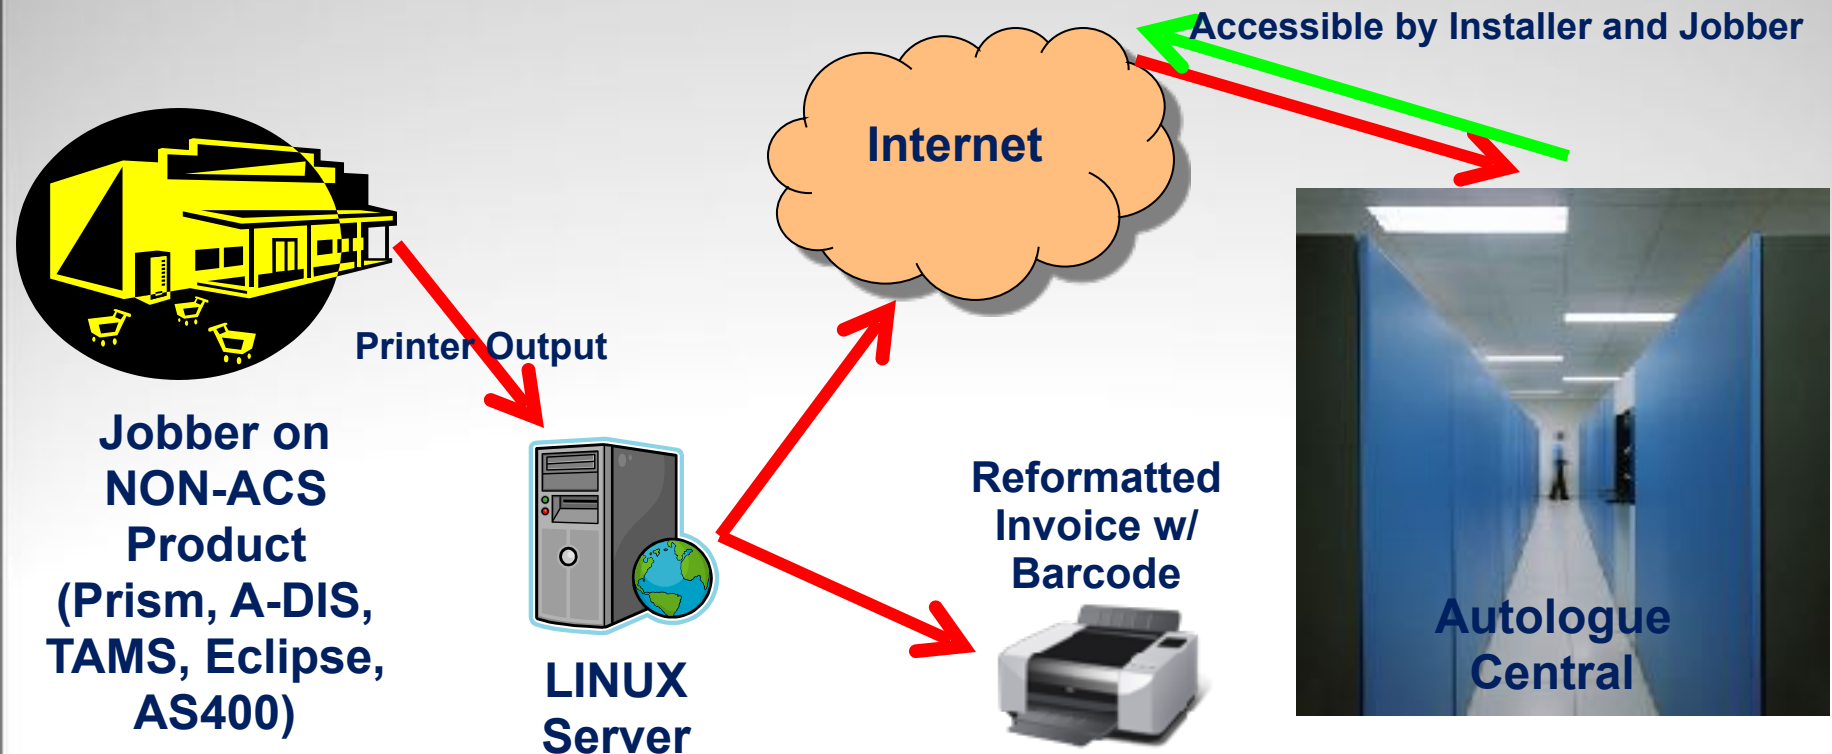 Accessible by Installer and Jobber
Internet
Printer Output
Jobber on
NON-ACS
Product
(Prism, A-DIS,
TAMS, Eclipse,
AS400)
LINUX
Server
Reformatted
Invoice w/
Barcode
Autologue
Central